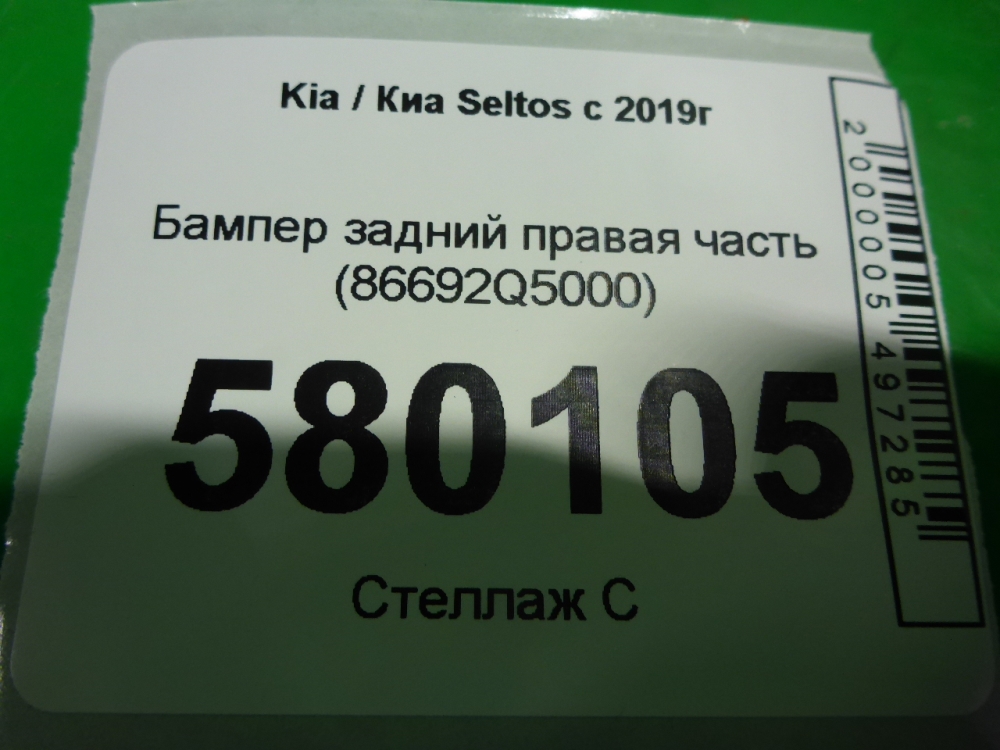 Kia / Киа Seltos с 2019г
Бампер задний правая часть
(86692Q5000)
580105
Стеллаж С
2000005497285